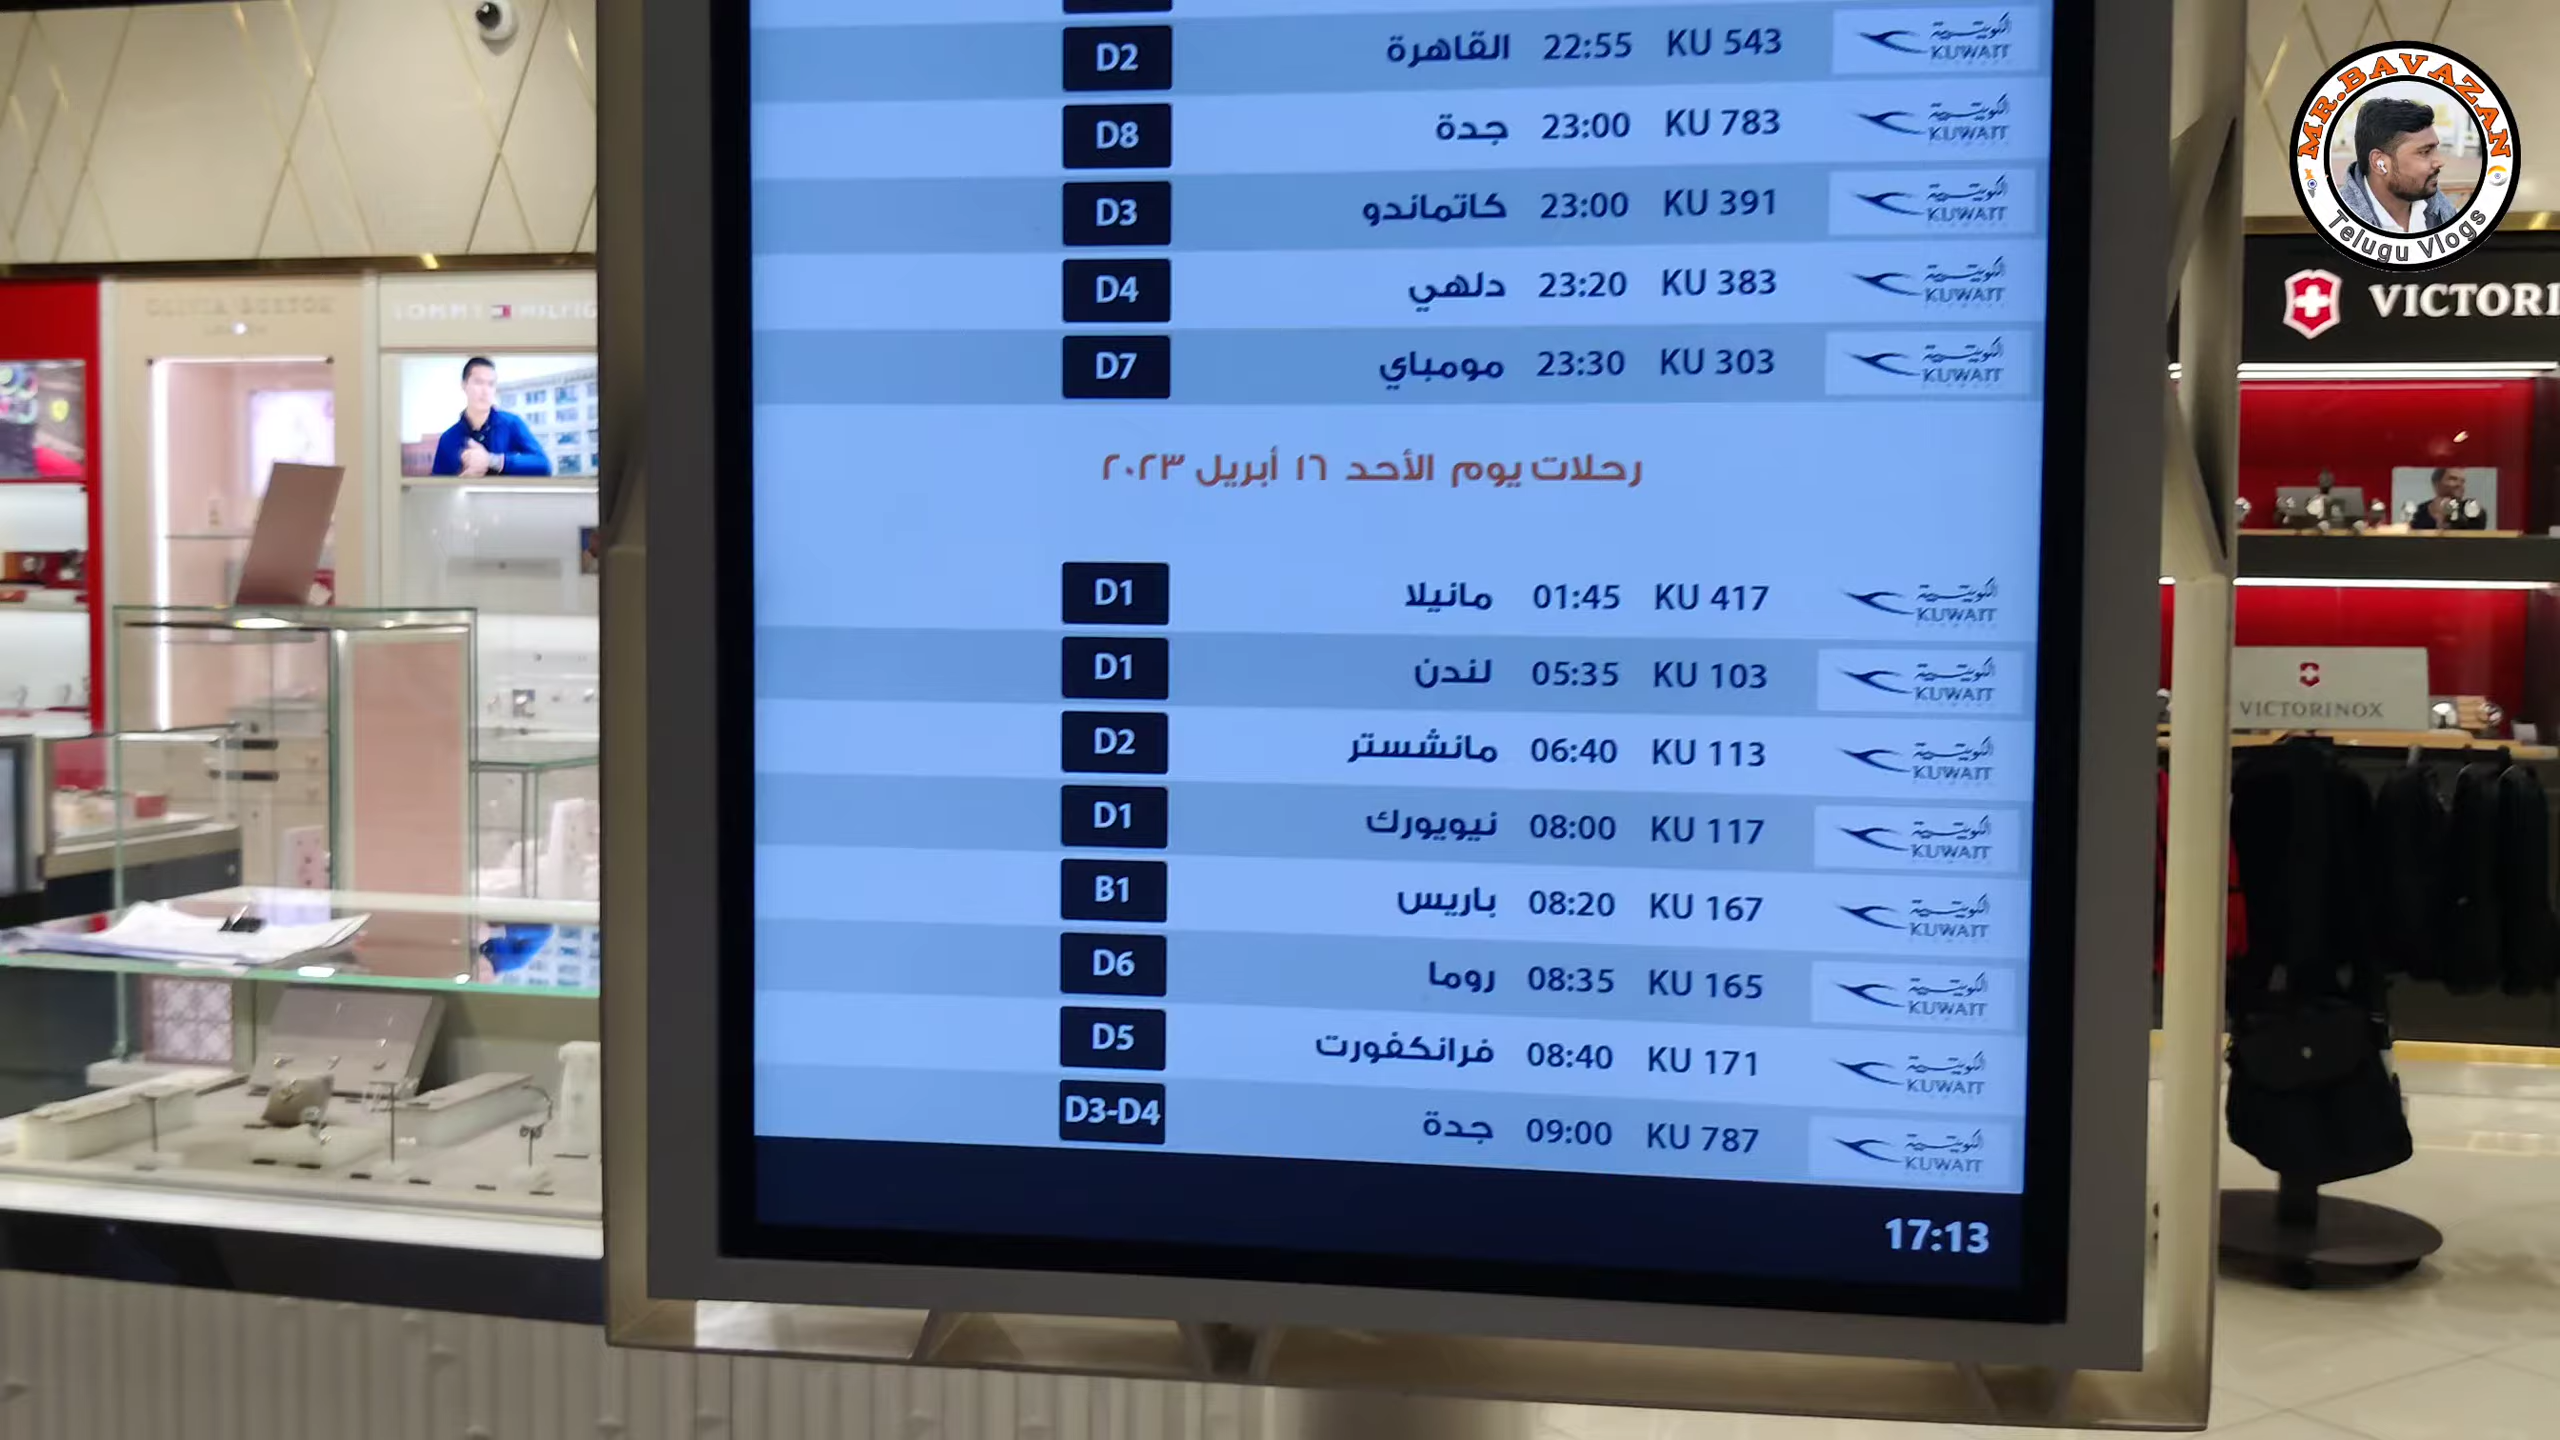 القاهرة 22:55 KU 543 D2 الكويتية KUWAIT
جدة 23:00 KU 783 D8 الكويتية KUWAIT
كاتماندو 23:00 KU 391 D3 الكويتية KUWAIT
دلهي 23:20 KU 383 D4 الكويتية KUWAIT
مومباي 23:30 KU 303 D7 الكويتية KUWAIT
رحلات يوم الأحد ١٦ أبريل ٢٠٢٣
مانيلا 01:45 KU 417 D1 الكويتية KUWAIT
لندن 05:35 KU 103 D1 الكويتية KUWAIT
مانشستر 06:40 KU 113 D2 الكويتية KUWAIT
نيويورك 08:00 KU 117 D1 الكويتية KUWAIT
باريس 08:20 KU 167 B1 الكويتية KUWAIT
روما 08:35 KU 165 D6 الكويتية KUWAIT
فرانكفورت 08:40 KU 171 D5 الكويتية KUWAIT
جدة 09:00 KU 787 D3-D4 الكويتية KUWAIT
17:13
MR.BAVAZAN
Telugu Vlogs
VICTORI
VICTORINOX
OLIVIA BURTON
LONDON
TOMMY HILFIG